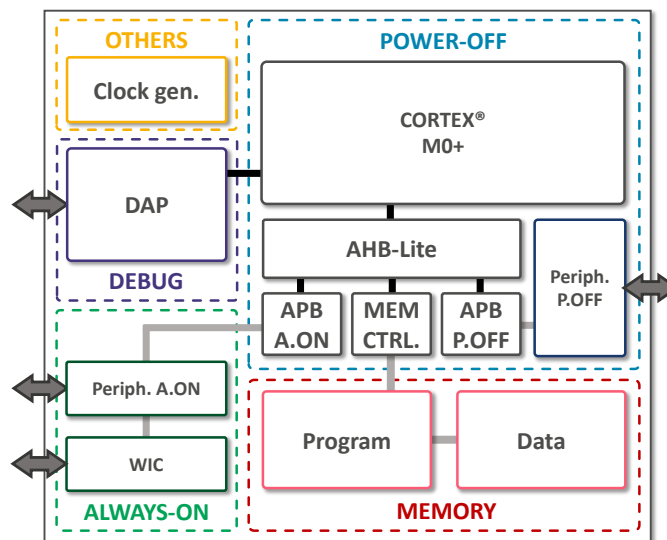 OTHERS
Clock gen.
DAP
DEBUG
POWER-OFF
CORTEX®
M0+
AHB-Lite
APB
A.ON
MEM
CTRL.
APB
P.OFF
Periph.
P.OFF
Periph. A.ON
WIC
ALWAYS-ON
Program
Data
MEMORY